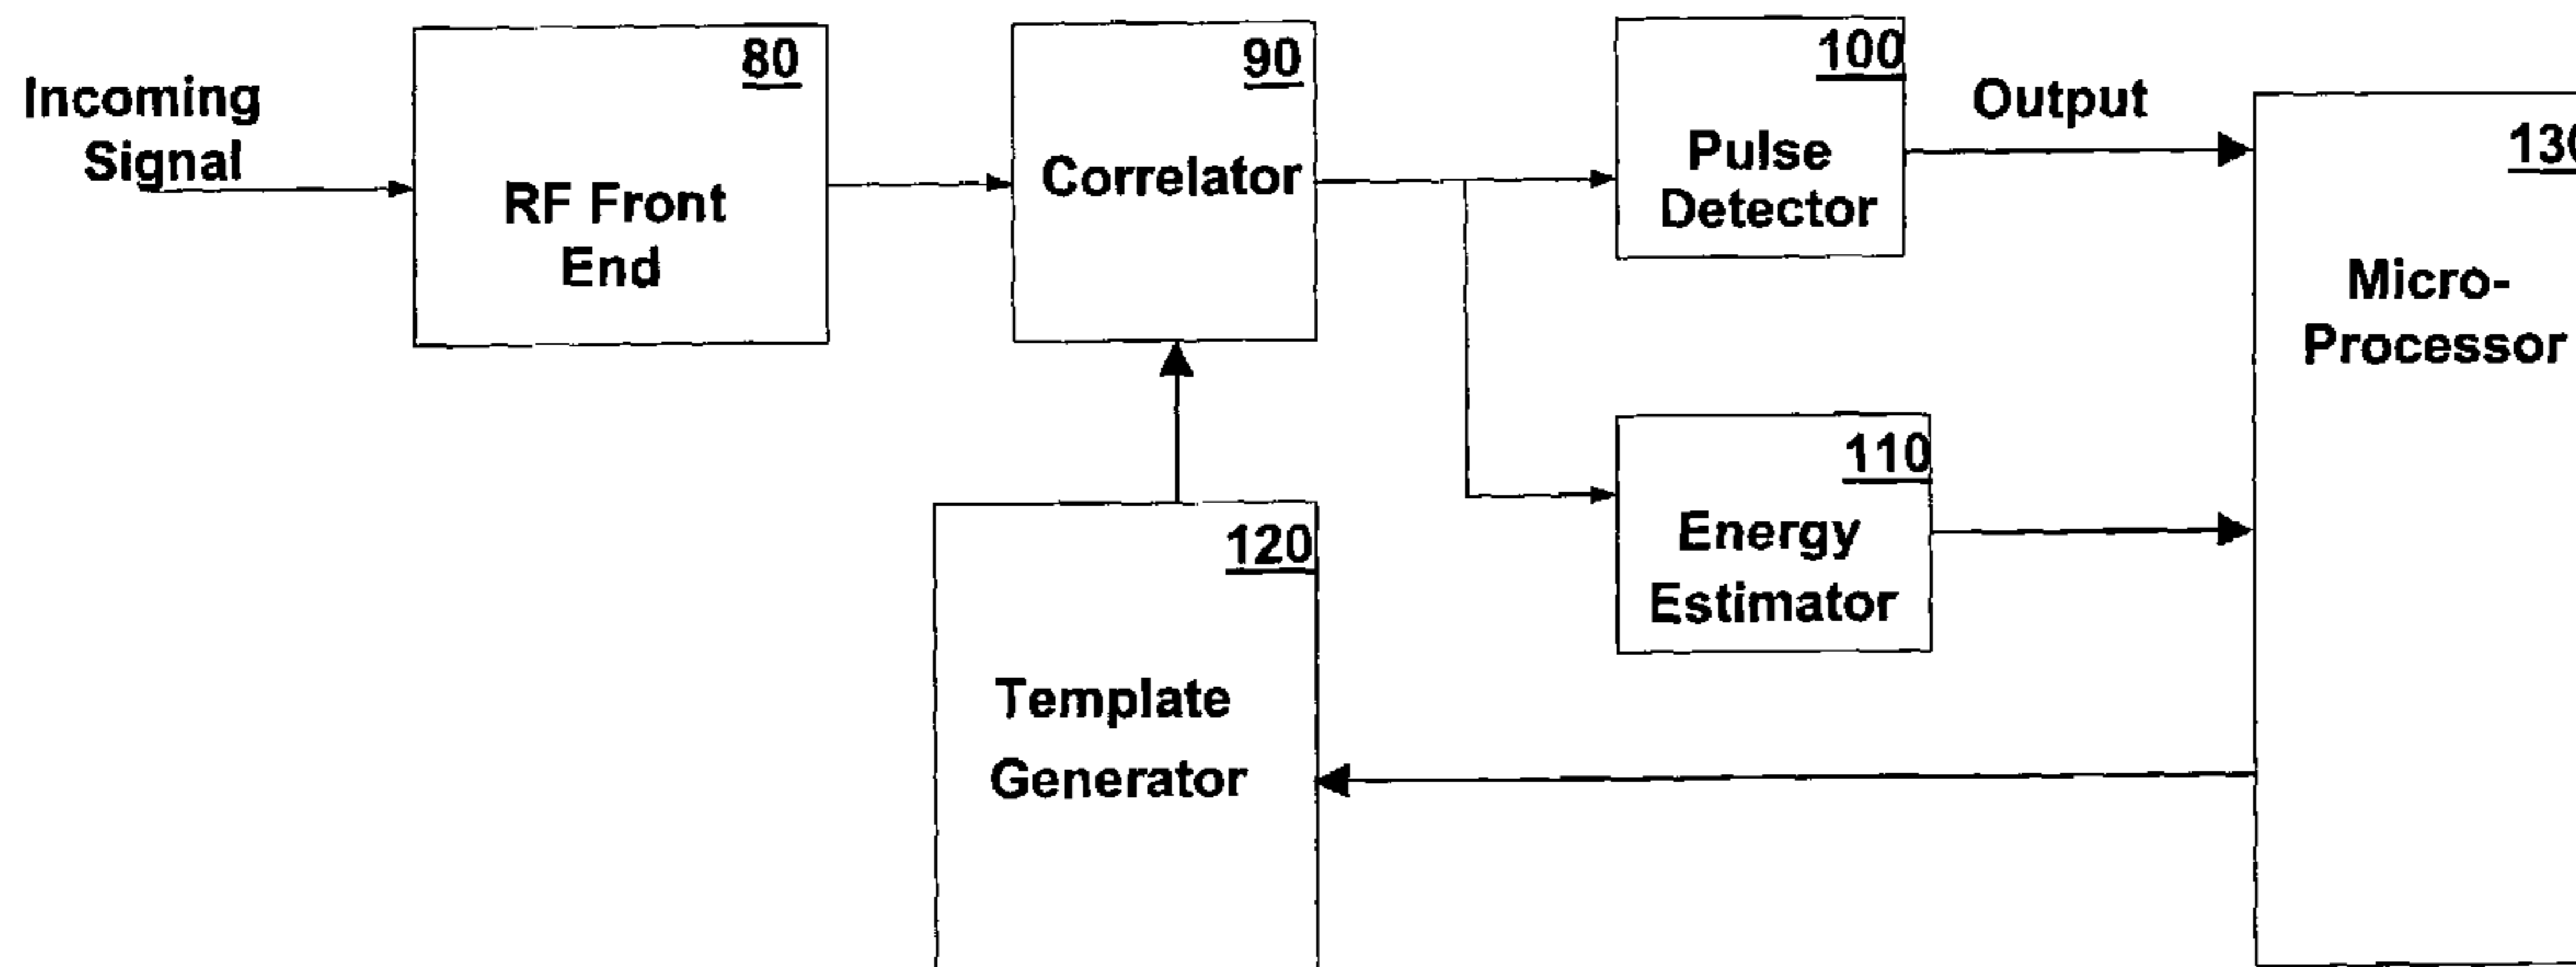 Incoming
Signal
80
RF Front
End
90
Correlator
100
Pulse
Detector
Output
130
Micro-
Processor
110
Energy
Estimator
120
Template
Generator